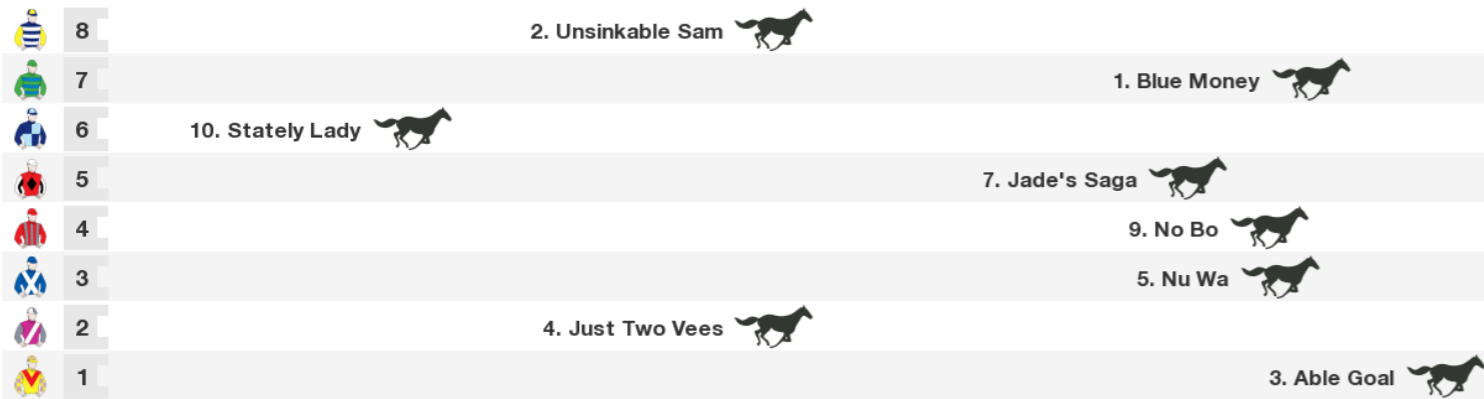 8 2. Unsinkable Sam
7 1. Blue Money
6 10. Stately Lady
5 7. Jade's Saga
4 9. No Bo
3 5. Nu Wa
2 4. Just Two Vees
1 3. Able Goal